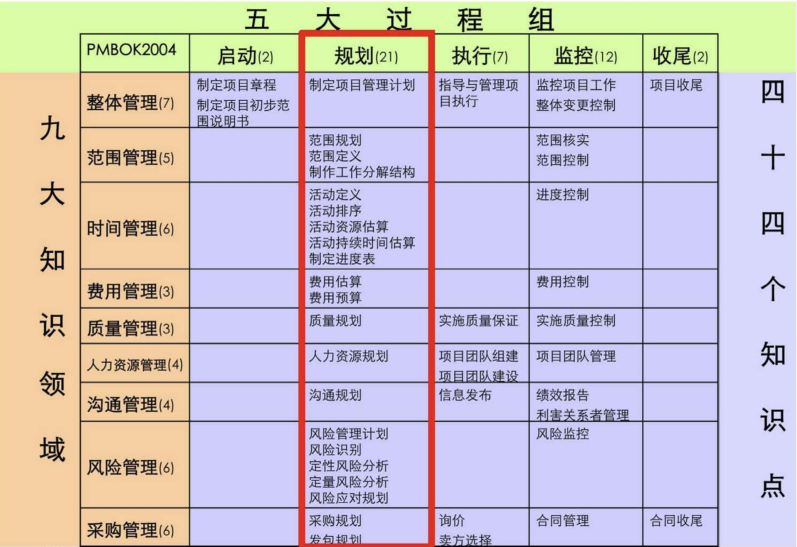 五大过程组
PMBOK2004 启动(2) 规划(21) 执行(7) 监控(12) 收尾(2)
九大知识领域
四十四个知识点
整体管理(7)
制定项目章程
制定项目初步范
围说明书
制定项目管理计划
指导与管理项
目执行
监控项目工作
整体变更控制
项目收尾
范围管理(5)
范围规划
范围定义
制作工作分解结构
范围核实
范围控制
时间管理(6)
活动定义
活动排序
活动资源估算
活动持续时间估算
制定进度表
进度控制
费用管理(3)
费用估算
费用预算
费用控制
质量管理(3)
质量规划
实施质量保证
实施质量控制
人力资源管理(4)
人力资源规划
项目团队组建
项目团队建设
项目团队管理
沟通管理(4)
沟通规划
信息发布
绩效报告
利害关系者管理
风险管理(6)
风险管理计划
风险识别
定性风险分析
定量风险分析
风险应对规划
风险监控
采购管理(6)
采购规划
发包规划
询价
卖方选择
合同管理
合同收尾